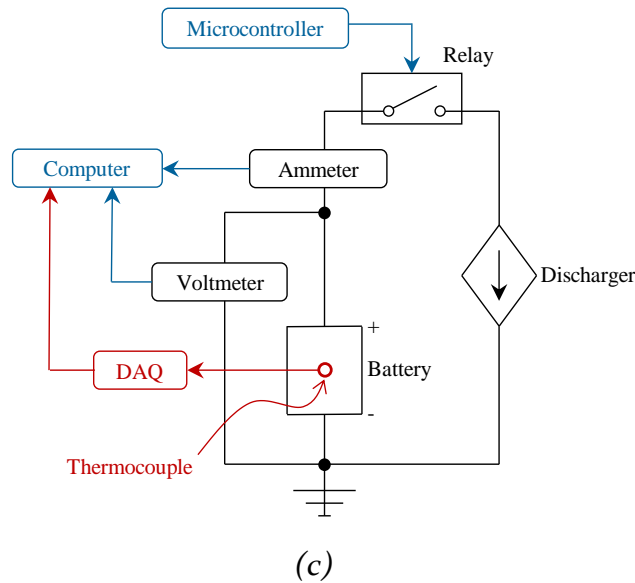 Microcontroller
Relay
Computer
Ammeter
Voltmeter
Discharger
+
DAQ
Battery
-
Thermocouple
(c)